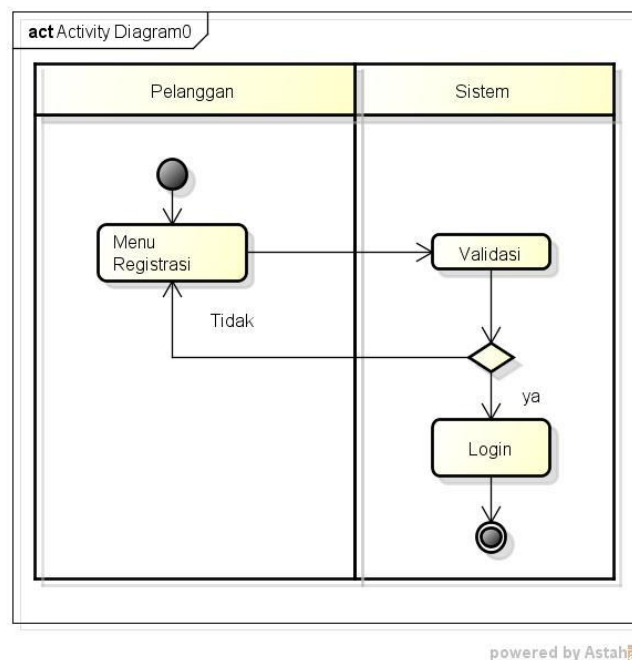 act Activity Diagram0
Pelanggan
Sistem
Menu
Registrasi
Validasi
Tidak
ya
Login
powered by Astah